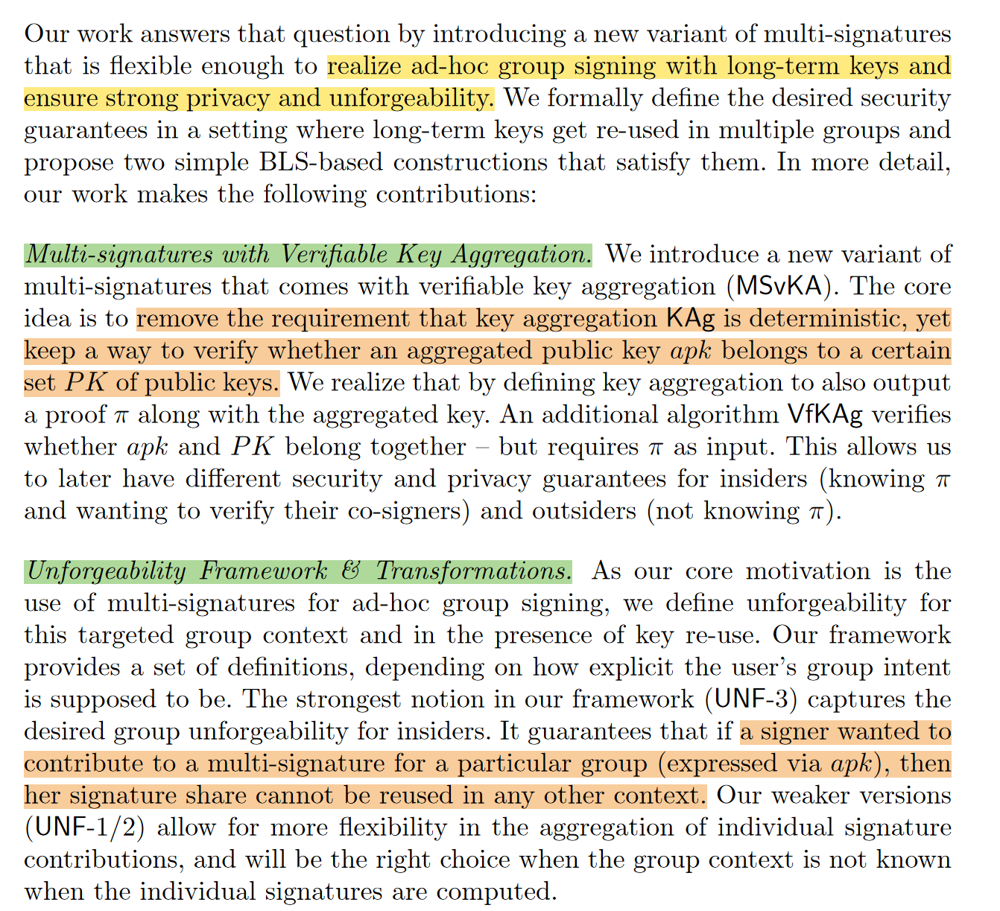 Our work answers that question by introducing a new variant of multi-signatures
that is flexible enough to realize ad-hoc group signing with long-term keys and
ensure strong privacy and unforgeability. We formally define the desired security
guarantees in a setting where long-term keys get re-used in multiple groups and
propose two simple BLS-based constructions that satisfy them. In more detail,
our work makes the following contributions:
Multi-signatures with Verifiable Key Aggregation. We introduce a new variant of
multi-signatures that comes with verifiable key aggregation (MSvKA). The core
idea is to remove the requirement that key aggregation KAg is deterministic, yet
keep a way to verify whether an aggregated public key apk belongs to a certain
set PK of public keys. We realize that by defining key aggregation to also output
a proof π along with the aggregated key. An additional algorithm VfKAg verifies
whether apk and PK belong together – but requires π as input. This allows us
to later have different security and privacy guarantees for insiders (knowing π
and wanting to verify their co-signers) and outsiders (not knowing π).
Unforgeability Framework & Transformations. As our core motivation is the
use of multi-signatures for ad-hoc group signing, we define unforgeability for
this targeted group context and in the presence of key re-use. Our framework
provides a set of definitions, depending on how explicit the user's group intent
is supposed to be. The strongest notion in our framework (UNF-3) captures the
desired group unforgeability for insiders. It guarantees that if a signer wanted to
contribute to a multi-signature for a particular group (expressed via apk), then
her signature share cannot be reused in any other context. Our weaker versions
(UNF-1/2) allow for more flexibility in the aggregation of individual signature
contributions, and will be the right choice when the group context is not known
when the individual signatures are computed.